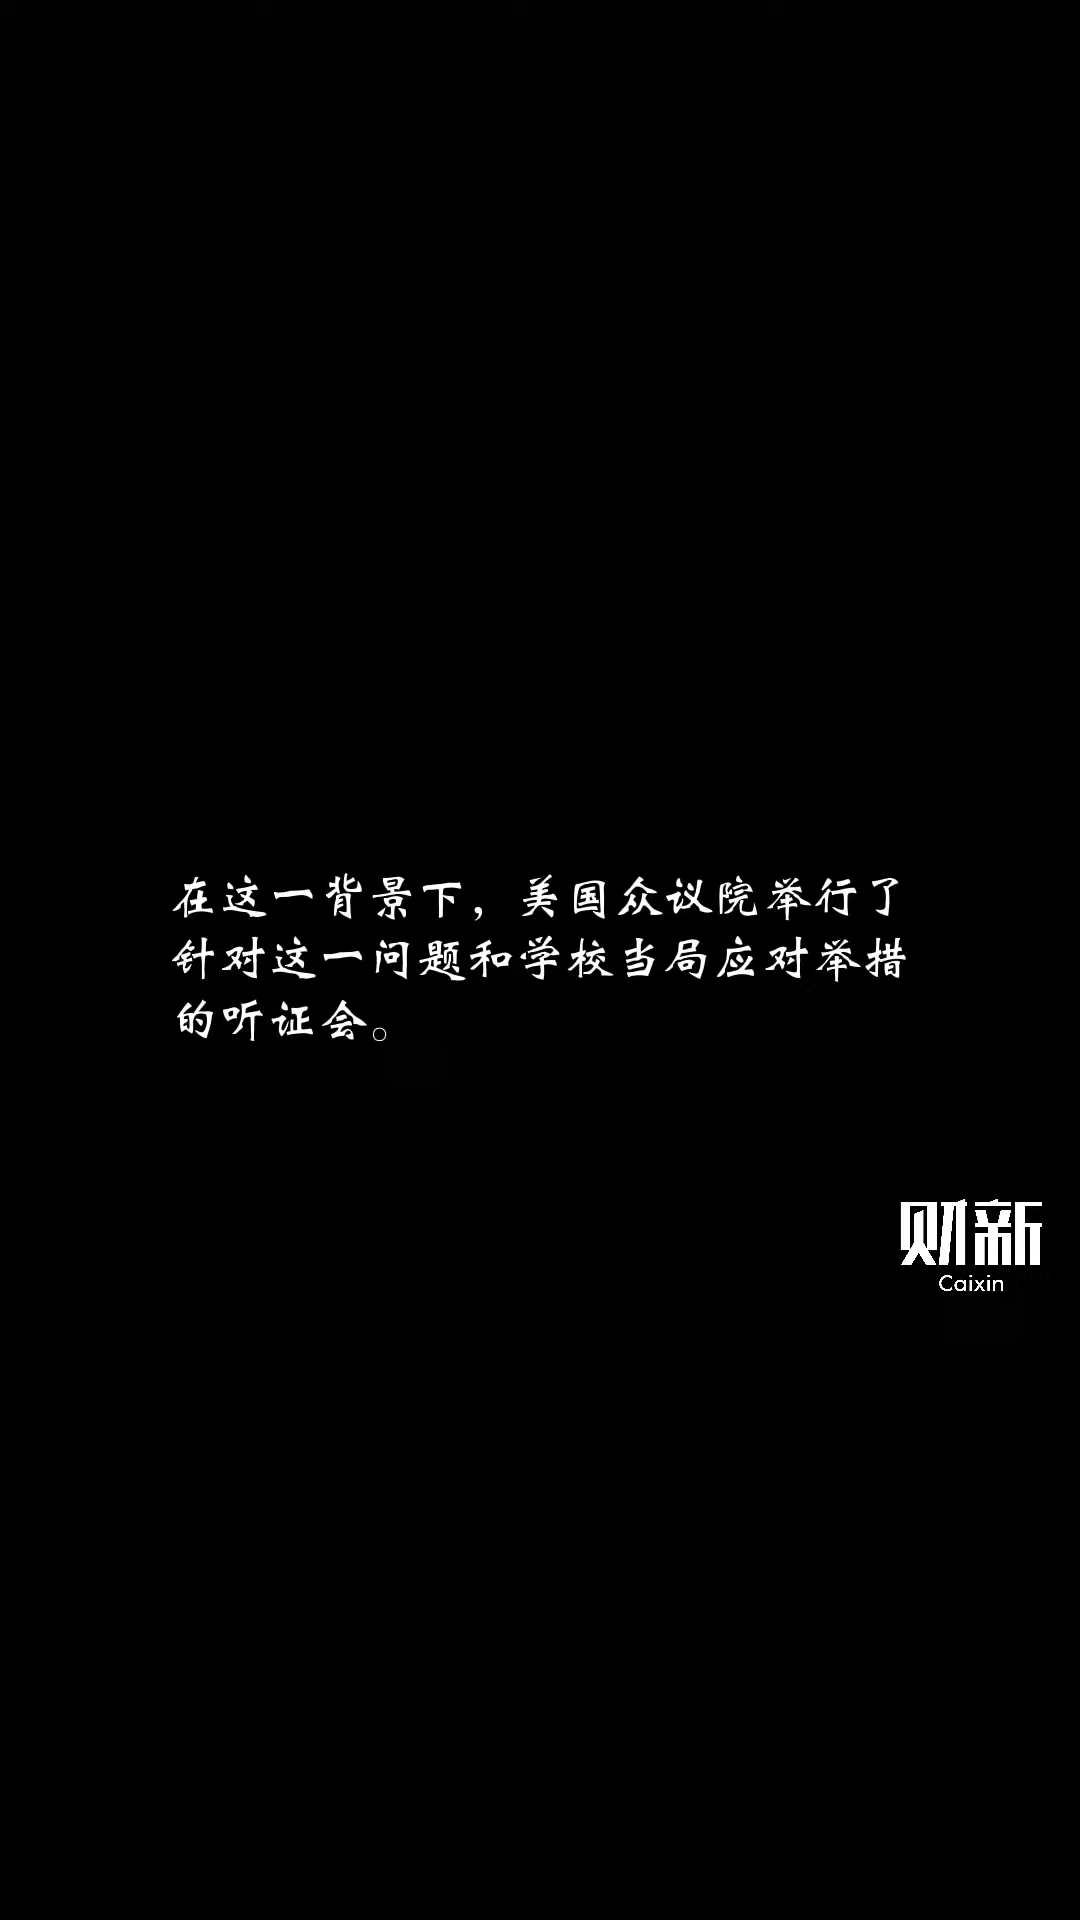 在这一背景下，美国众议院举行了
针对这一问题和学校当局应对举措
的听证会。
财新
Caixin